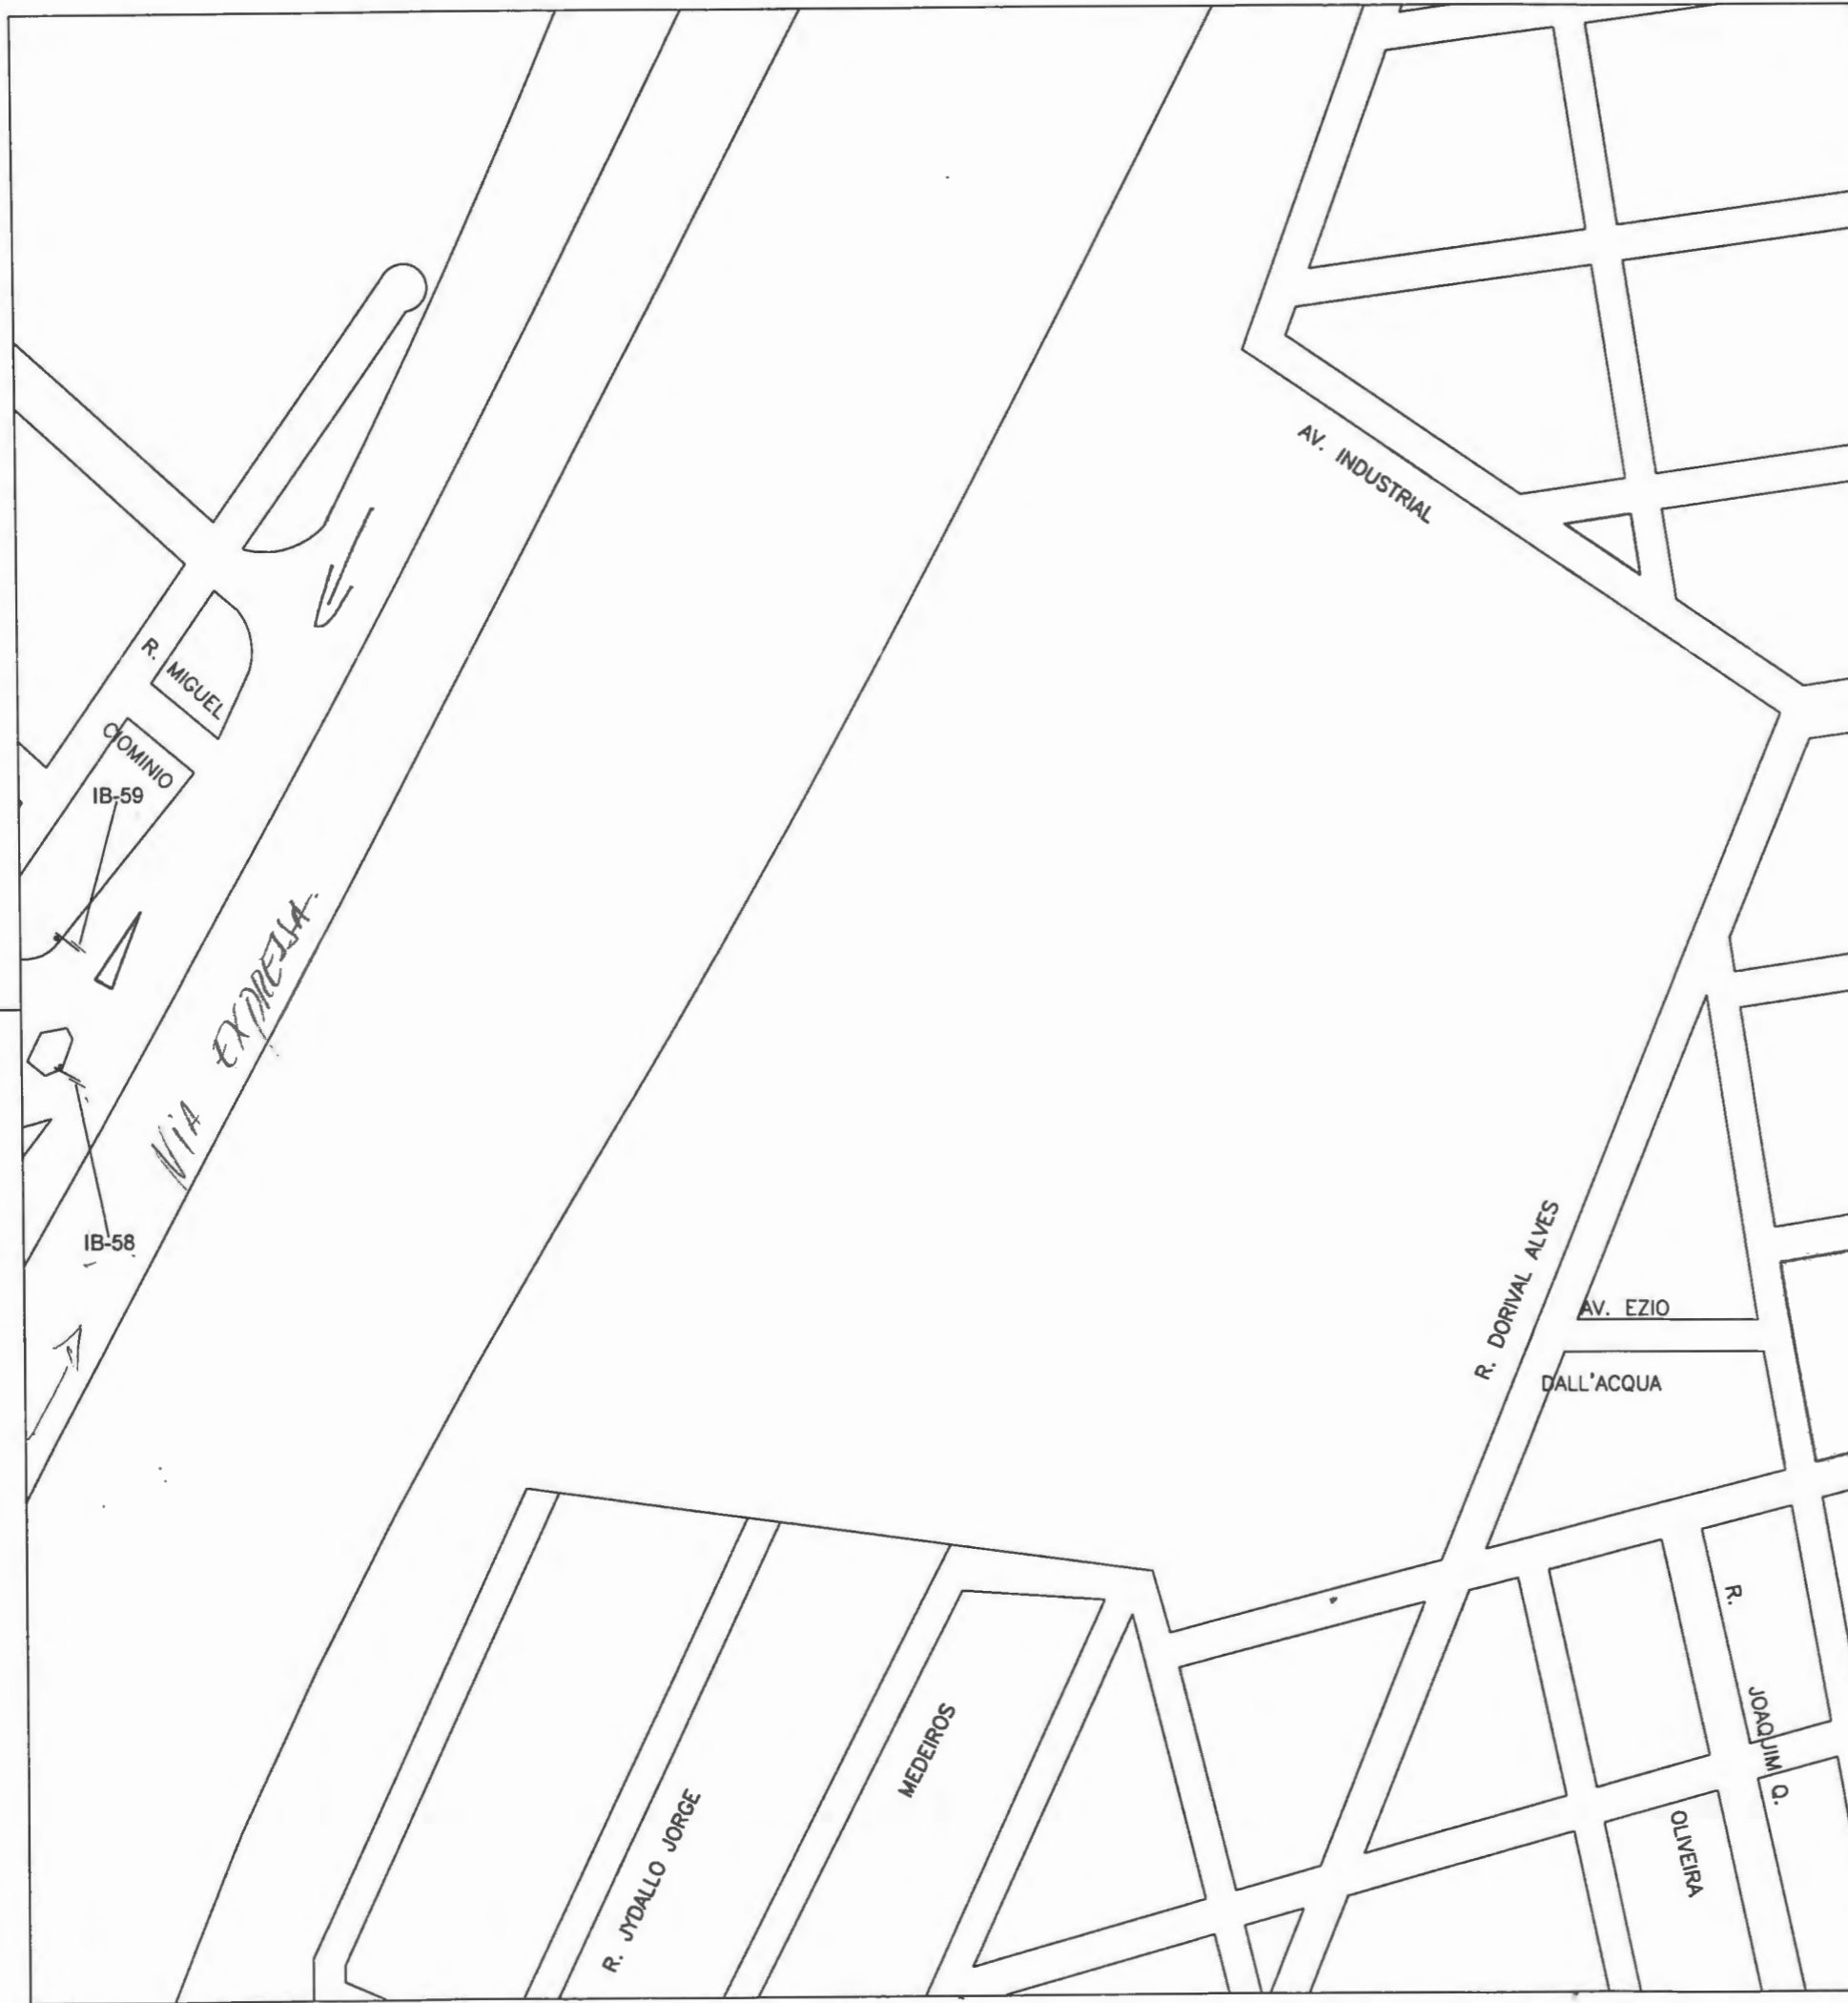 AV. INDUSTRIAL
R. MIGUEL
CIOMINIO
IB-59
VIA EXPRESSA
IB-58
R. DORIVAL ALVES
AV. EZIO
DALL'ACQUA
R. JYDALLO JORGE
MEDEIROS
R. JOAQUIM Q.
OLIVEIRA